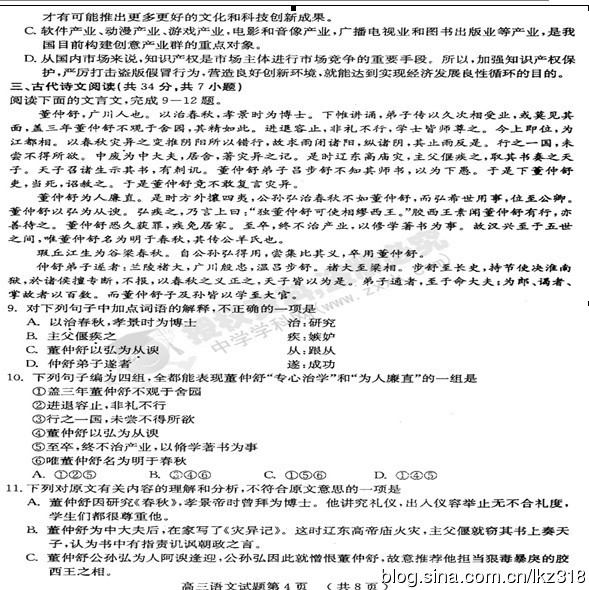 才有可能推出更多更好的文化和科技创新成果。
C. 软件产业、动漫产业、游戏产业,电影和音像产业,广播电视业和图书出版业等产业,是我
国目前构建创意产业群的重点对象。
D. 从国内市场来说,知识产权是市场主体进行市场竞争的重要手段。所以,加强知识产权保
护,严厉打击盗版假冒行为,营造良好创新环境,就能达到实现经济发展良性循环的目的。
三、古代诗文阅读(共 34 分,共 7 小题)
阅读下面的文言文,完成9—12题。
董仲舒,广川人也。以治春秋,孝景时为博士。下帷讲诵,弟子传以久次相受业,或莫见其
面,盖三年董仲舒不观于舍园,其精如此。进退容止,非礼不行,学士皆师尊之。今上即位,为
江都相。以春秋灾异之变推阴阳所以错行,故求雨闭诸阳,纵诸阴,其止雨反是。行之一国,未
尝不得所欲。中废为中大夫,居舍,著灾异之记。是时辽东高庙灾,主父偃疾之,取其书奏之天
子。天子召诸生示其书,有刺讥。董仲舒弟子吕步舒不知其师书,以为下愚。于是下董仲舒
吏,当死,诏赦之。于是董仲舒竟不敢复言灾异。
董仲舒为人廉直。是时方外攘四夷,公孙弘治春秋不如董仲舒,而弘希世用事,位至公卿。
董仲舒以弘为从谀。弘疾之,乃言上曰:“独董仲舒可使相缪西王。”胶西王素闻董仲舒有行,亦
善待之。董仲舒恐久获罪,疾免居家。至卒,终不治产业,以修学著书为事。故汉兴至于五世
之间,唯董仲舒名为明于春秋,其传公羊氏也。
瑕丘江生为谷梁春秋。自公孙弘得用,尝集比其义,卒用董仲舒。
仲舒弟子遂者:兰陵褚大,广川殷忠,温吕步舒。褚大至梁相。步舒至长史,持节使决淮南
狱,於诸侯擅专断,不报,以春秋之义正之,天子皆以为是。弟子通者,至于命大夫;为郎、谒者、
掌故者以百数。而董仲舒子及孙皆以学至大官。
9. 对下列句子中加点词语的解释,不正确的一项是
A. 以治春秋,孝景时为博士 治:研究
B. 主父偃疾之 疾:嫉妒
C. 董仲舒以弘为从谀 从:跟从
D. 仲舒弟子遂者 遂:成功
10. 下列句子编为四组,全都能表现董仲舒“专心治学”和“为人廉直”的一组是
①盖三年董仲舒不观于舍园
②进退容止,非礼不行
③行之一国,未尝不得所欲
④董仲舒以弘为从谀
⑤至卒,终不治产业,以修学著书为事
⑥唯董仲舒名为明于春秋
A. ①②⑤ B. ③④⑥ C. ①⑤⑥ D. ①④⑤
11. 下列对原文有关内容的理解和分析,不符合原文意思的一项是
A. 董仲舒因研究《春秋》,孝景帝时曾拜为博士。他讲究礼仪,出入仪容举止无不合礼度,
学生们都很尊重他。
B. 董仲舒为中大夫后,在家写了《灾异记》。这时辽东高帝庙火灾,主父偃就窃其书上奏天
子,认为书中有指责讥讽朝政之言。
C. 董仲舒公孙弘为人阿谀逢迎,公孙弘因此就憎恨董仲舒,故意推荐他担当狠毒暴戾的胶
西王之相。
高三语文试题第4页 (共8页)
blog.sina.com.cn/lkz318